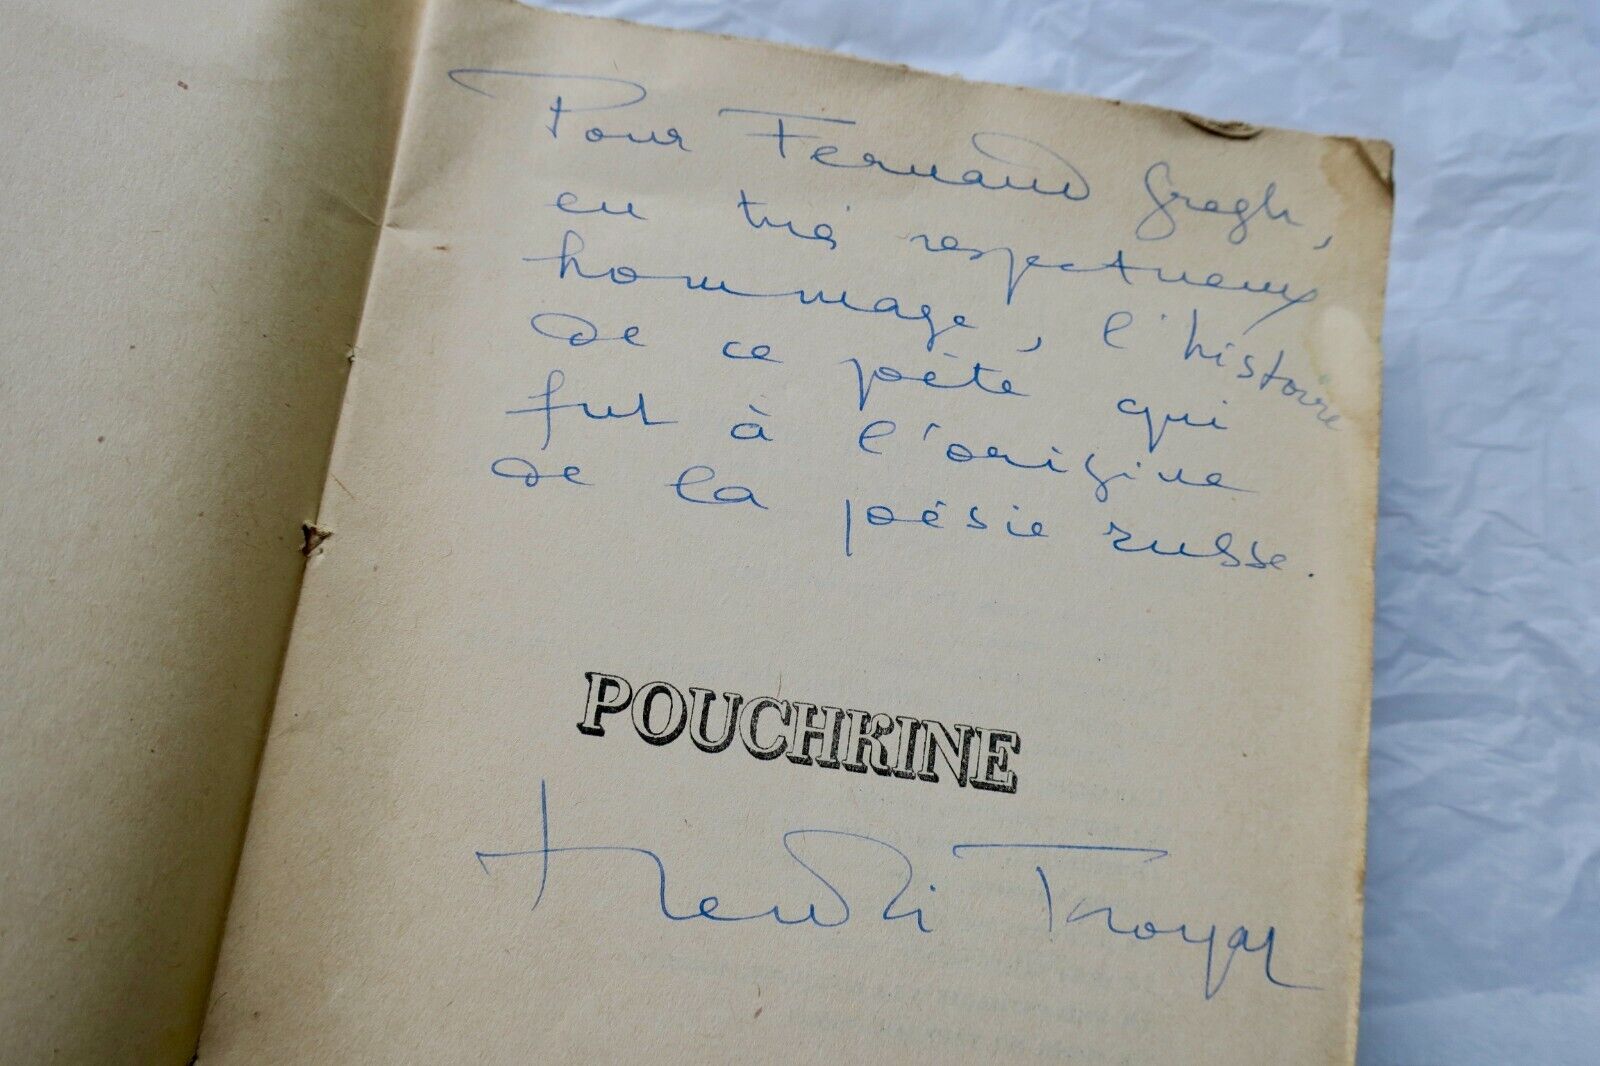 Pour Fernand Gregh,
en très respectueux
hommage, l'histoire
de ce poète qui
fut à l'origine
de la poésie russe.
POUCHKINE
Henri Troyat